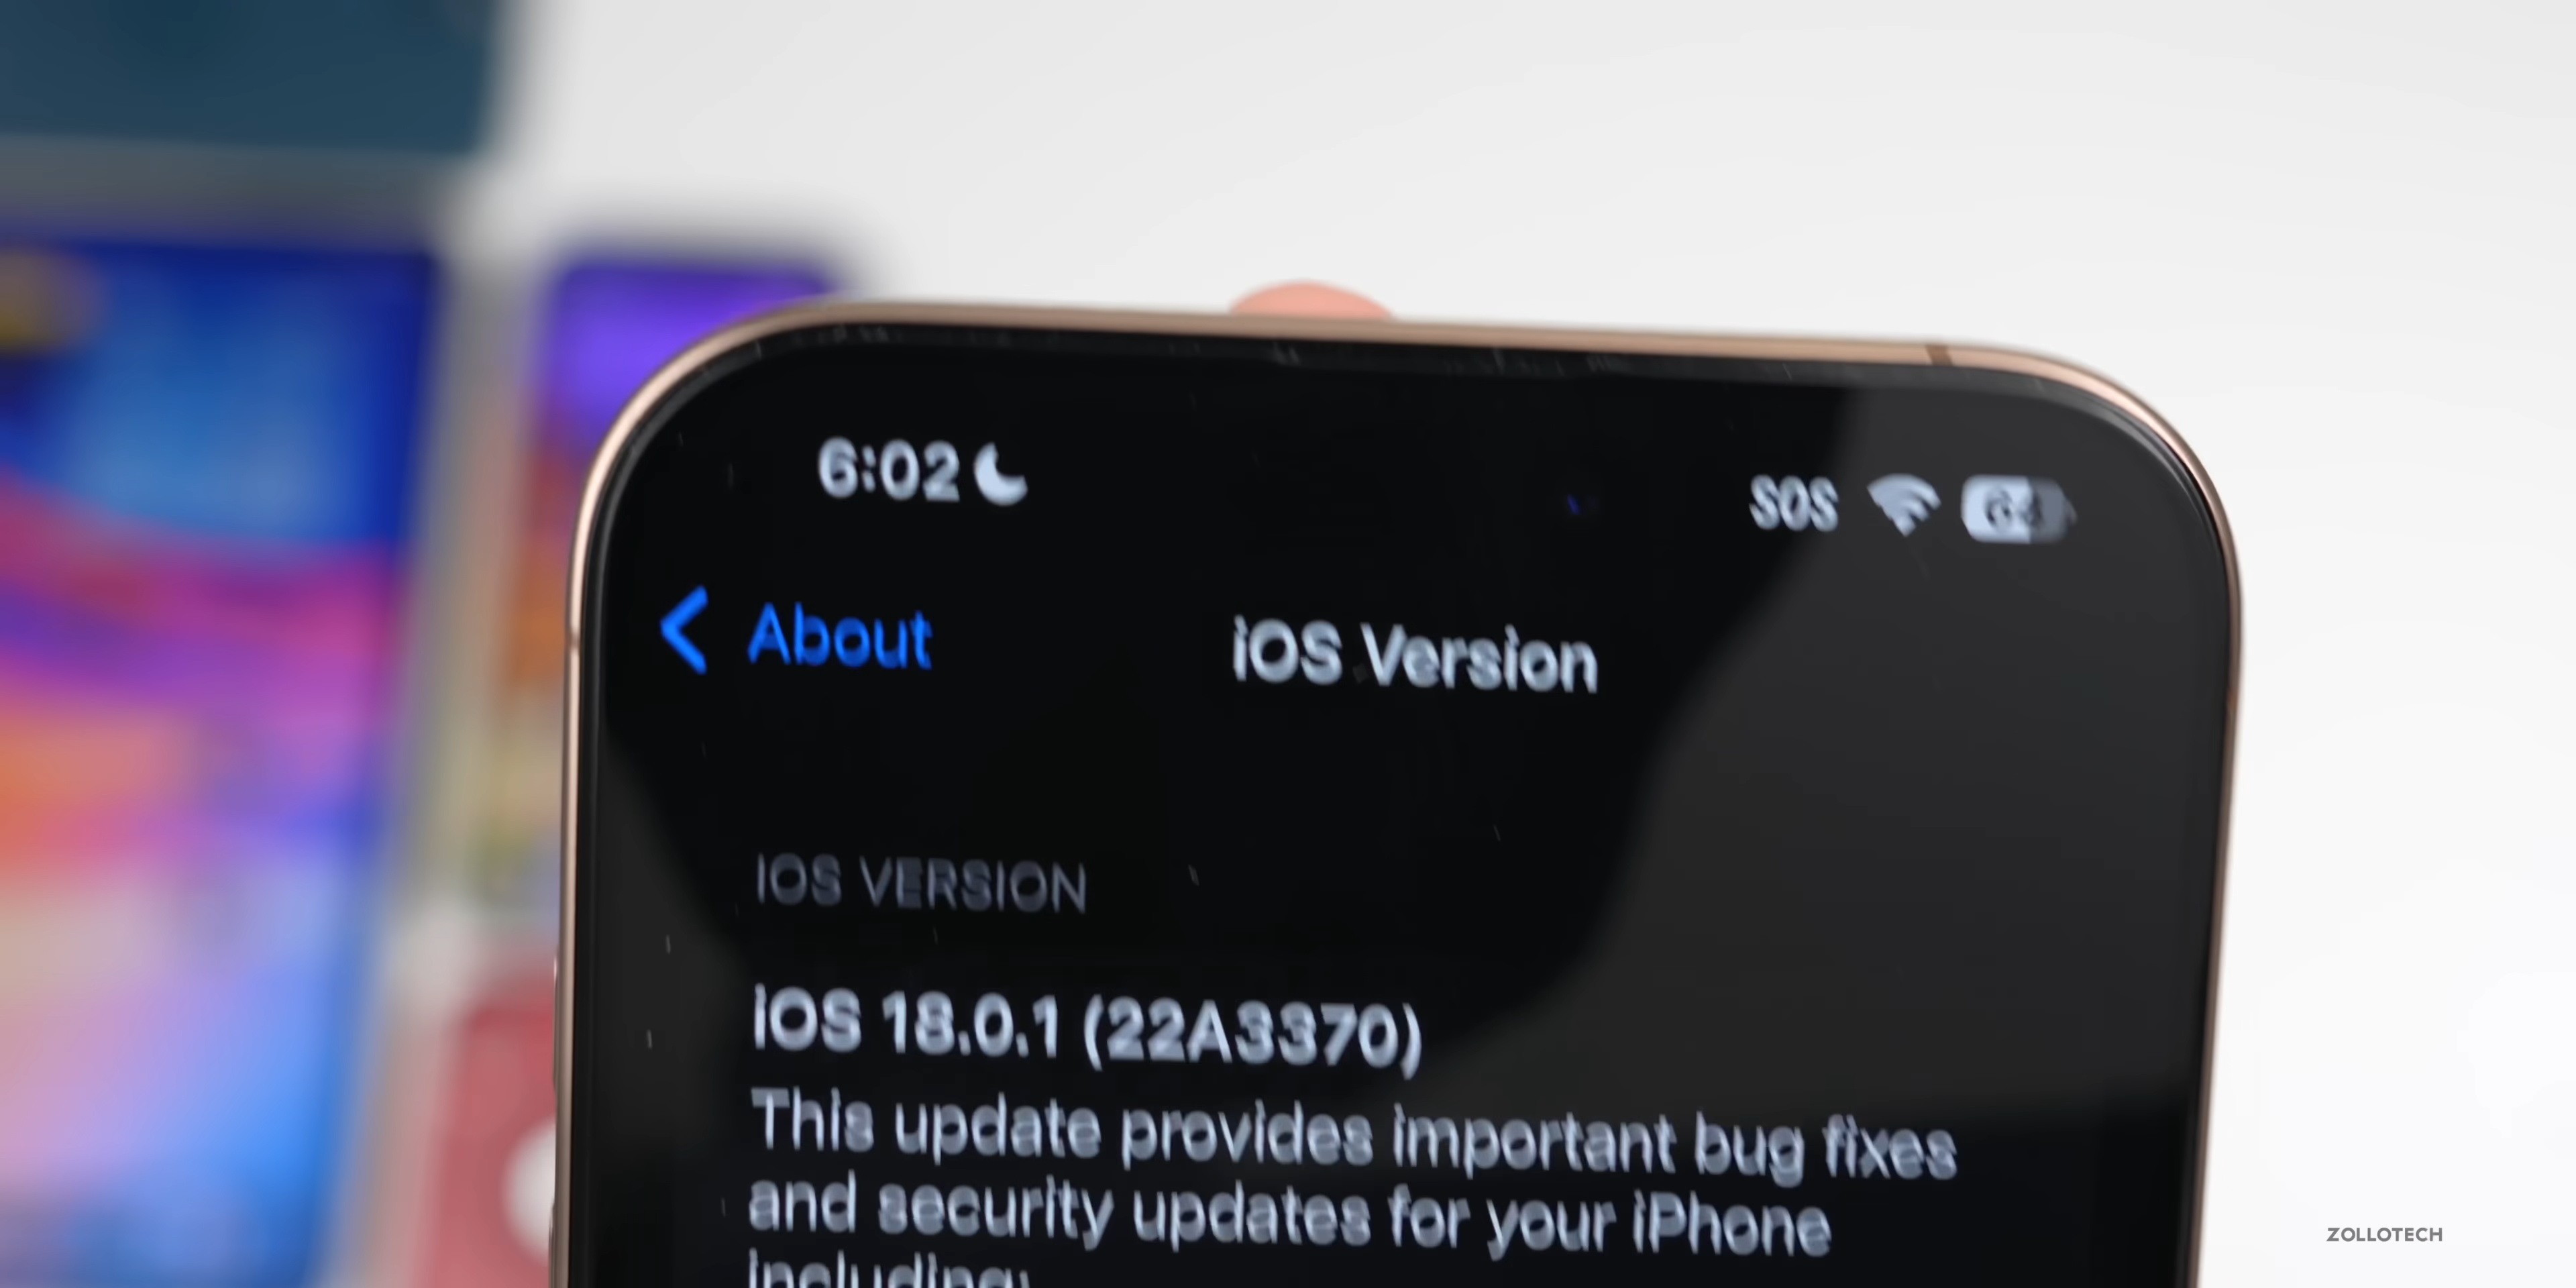 6:02
SOS
About
iOS Version
IOS VERSION
iOS 18.0.1 (22A3370)
This update provides important bug fixes
and security updates for your iPhone
including:
ZOLLOTECH